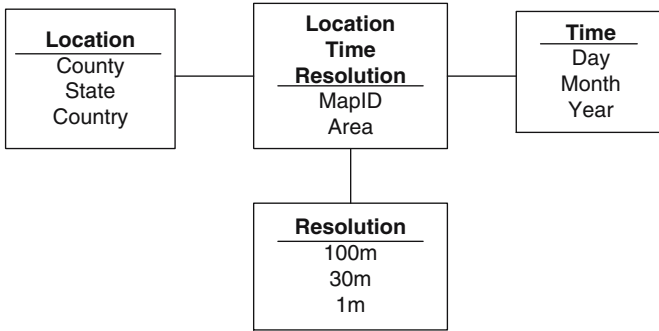 Location
County
State
Country
Location
Time
Resolution
MapID
Area
Time
Day
Month
Year
Resolution
100m
30m
1m